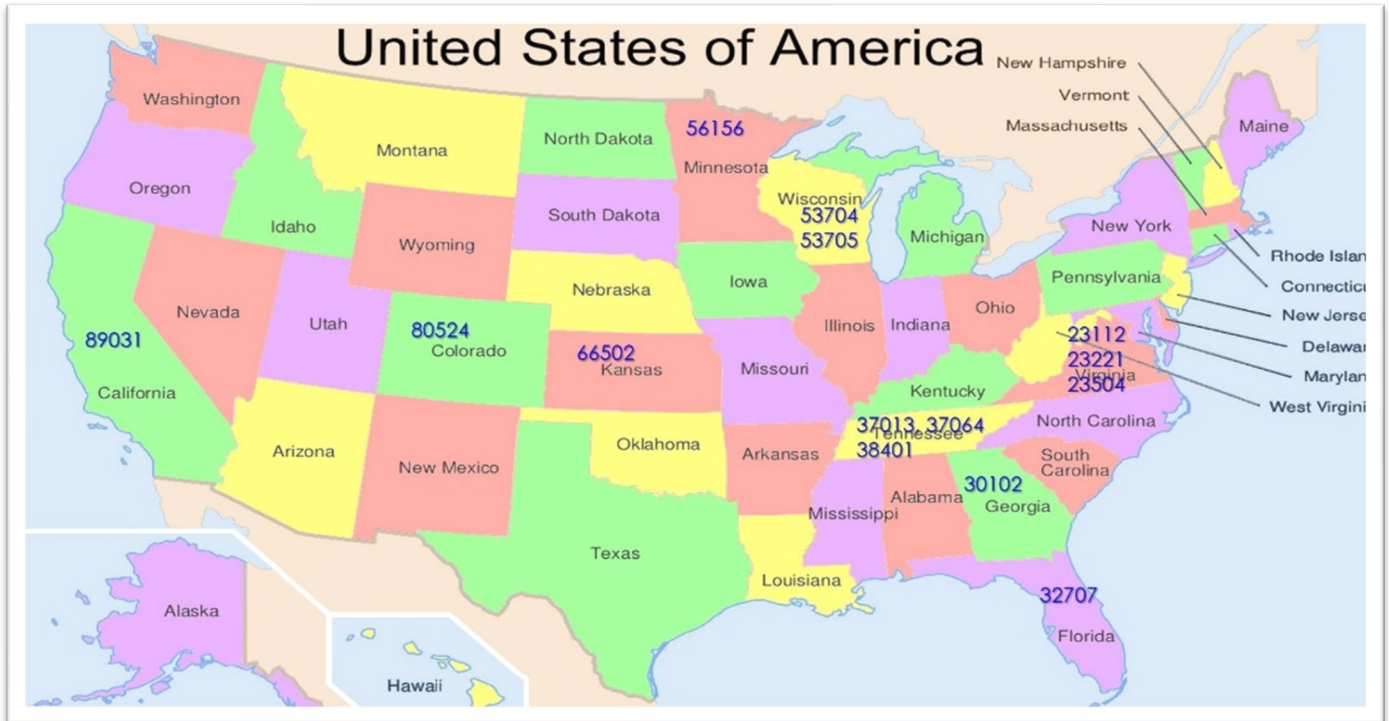 United States of America
New Hampshire
Vermont
Massachusetts
Washington
Montana
North Dakota
56156
Minnesota
Maine
Oregon
Idaho
Wyoming
South Dakota
Wisconsin
53704
53705
Michigan
New York
Rhode Islan
Connecticu
Pennsylvania
Nevada
Utah
Nebraska
Iowa
Illinois
Indiana
Ohio
New Jerse
Delawar
Marylan
West Virgini
89031
California
80524
Colorado
66502
Kansas
Missouri
Kentucky
23112
23221
Virginia
23504
37013, 37064
Tennessee
38401
North Carolina
South
Carolina
Arizona
New Mexico
Oklahoma
Arkansas
Mississippi
Alabama
30102
Georgia
Texas
Louisiana
32707
Florida
Alaska
Hawaii